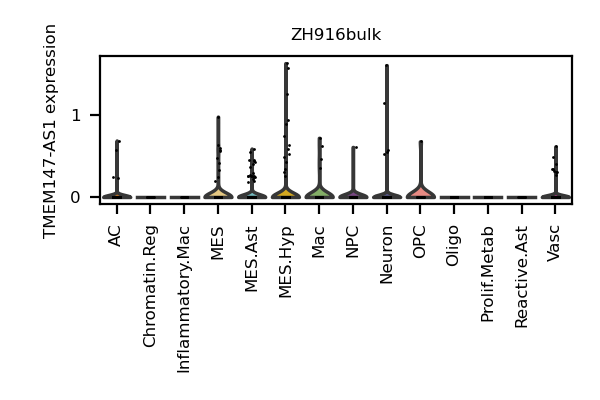 ZH916bulk
TMEM147-AS1 expression
1
0
AC
Chromatin.Reg
Inflammatory.Mac
MES
MES.Ast
MES.Hyp
Mac
NPC
Neuron
OPC
Oligo
Prolif.Metab
Reactive.Ast
Vasc